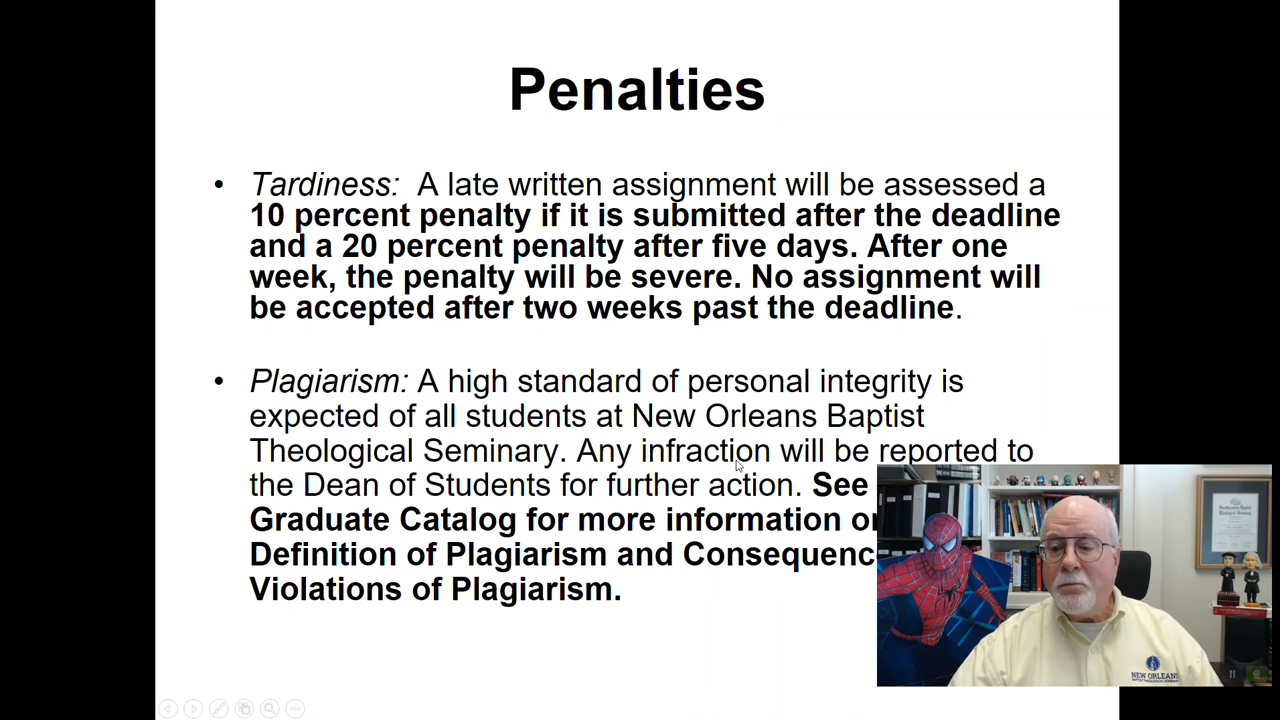 Penalties
• Tardiness: A late written assignment will be assessed a
10 percent penalty if it is submitted after the deadline
and a 20 percent penalty after five days. After one
week, the penalty will be severe. No assignment will
be accepted after two weeks past the deadline.
• Plagiarism: A high standard of personal integrity is
expected of all students at New Orleans Baptist
Theological Seminary. Any infraction will be reported to
the Dean of Students for further action. See
Graduate Catalog for more information
Definition of Plagiarism and
Violations of Plagiarism.
NEW ORLEANS